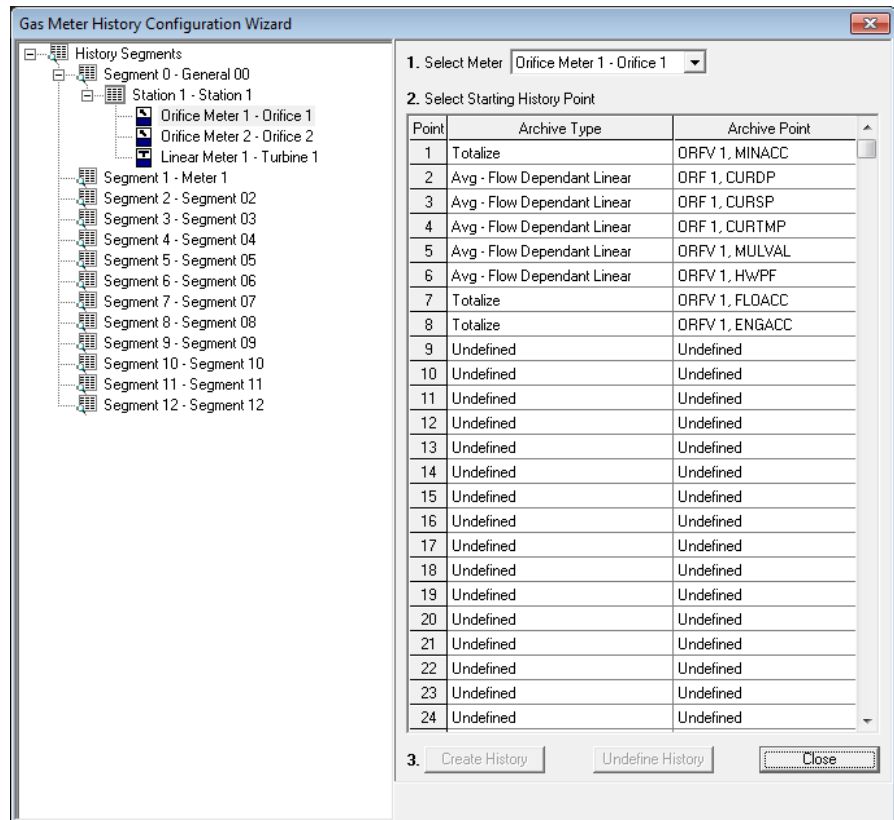 Gas Meter History Configuration Wizard
History Segments
Segment 0 - General 00
Station 1 - Station 1
Orifice Meter 1 - Orifice 1
Orifice Meter 2 - Orifice 2
Linear Meter 1 - Turbine 1
Segment 1 - Meter 1
Segment 2 - Segment 02
Segment 3 - Segment 03
Segment 4 - Segment 04
Segment 5 - Segment 05
Segment 6 - Segment 06
Segment 7 - Segment 07
Segment 8 - Segment 08
Segment 9 - Segment 09
Segment 10 - Segment 10
Segment 11 - Segment 11
Segment 12 - Segment 12
1. Select Meter Orifice Meter 1 - Orifice 1
2. Select Starting History Point
Point Archive Type Archive Point
1 Totalize ORFV 1, MINACC
2 Avg - Flow Dependant Linear ORF 1, CURDP
3 Avg - Flow Dependant Linear ORF 1, CURSP
4 Avg - Flow Dependant Linear ORF 1, CURTMP
5 Avg - Flow Dependant Linear ORFV 1, MULVAL
6 Avg - Flow Dependant Linear ORFV 1, HWPF
7 Totalize ORFV 1, FLOACC
8 Totalize ORFV 1, ENGACC
9 Undefined Undefined
10 Undefined Undefined
11 Undefined Undefined
12 Undefined Undefined
13 Undefined Undefined
14 Undefined Undefined
15 Undefined Undefined
16 Undefined Undefined
17 Undefined Undefined
18 Undefined Undefined
19 Undefined Undefined
20 Undefined Undefined
21 Undefined Undefined
22 Undefined Undefined
23 Undefined Undefined
24 Undefined Undefined
3. Create History Undefine History Close